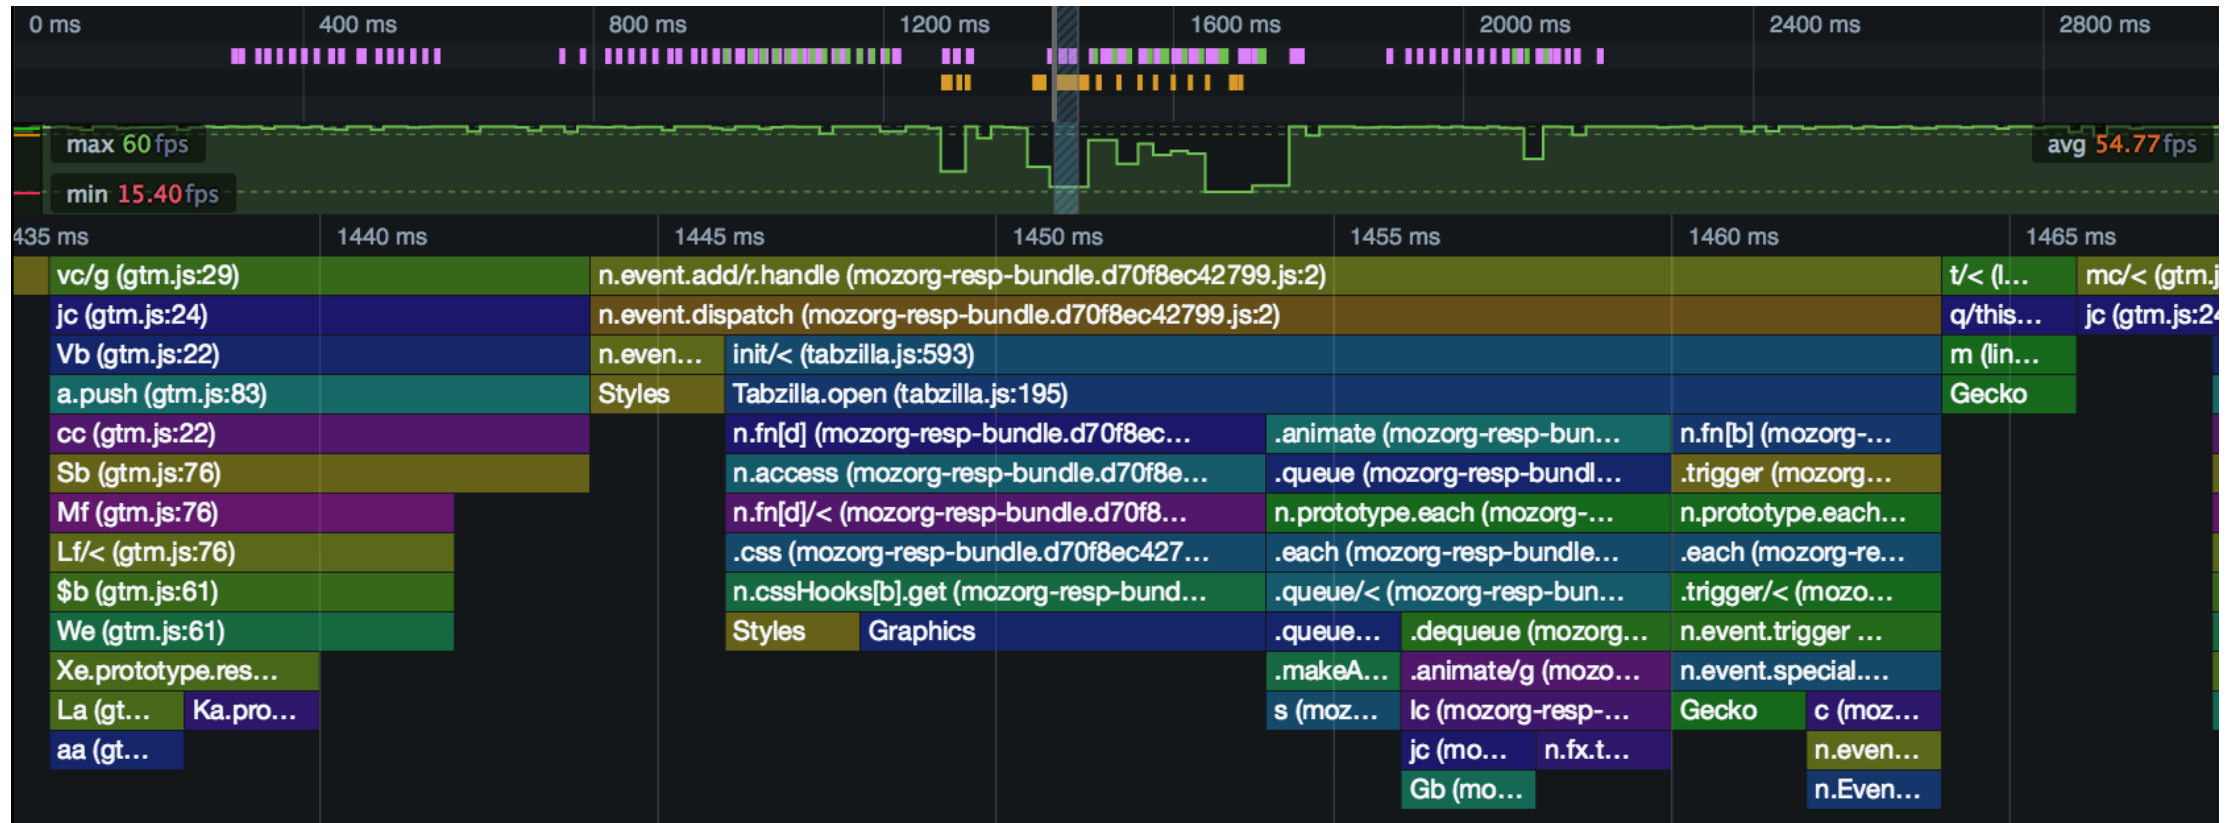 0 ms 400 ms 800 ms 1200 ms 1600 ms 2000 ms 2400 ms 2800 ms
max 60fps avg 54.77fps
min 15.40fps
435 ms 1440 ms 1445 ms 1450 ms 1455 ms 1460 ms 1465 ms
vc/g (gtm.js:29) n.event.add/r.handle (mozorg-resp-bundle.d70f8ec42799.js:2) t/< (l... mc/< (gtm.j
jc (gtm.js:24) n.event.dispatch (mozorg-resp-bundle.d70f8ec42799.js:2) q/this... jc (gtm.js:24
Vb (gtm.js:22) n.even... init/< (tabzilla.js:593) m (lin...
a.push (gtm.js:83) Styles Tabzilla.open (tabzilla.js:195) Gecko
cc (gtm.js:22) n.fn[d] (mozorg-resp-bundle.d70f8ec... .animate (mozorg-resp-bun... n.fn[b] (mozorg-...
Sb (gtm.js:76) n.access (mozorg-resp-bundle.d70f8e... .queue (mozorg-resp-bundl... .trigger (mozorg...
Mf (gtm.js:76) n.fn[d]/< (mozorg-resp-bundle.d70f8... n.prototype.each (mozorg-... n.prototype.each...
Lf/< (gtm.js:76) .css (mozorg-resp-bundle.d70f8ec427... .each (mozorg-resp-bundle... .each (mozorg-re...
$b (gtm.js:61) n.cssHooks[b].get (mozorg-resp-bund... .queue/< (mozorg-resp-bun... .trigger/< (mozo...
We (gtm.js:61) Styles Graphics .queue... .dequeue (mozorg... n.event.trigger ...
Xe.prototype.res... .makeA... .animate/g (mozo... n.event.special....
La (gt... Ka.pro... s (moz... lc (mozorg-resp-... Gecko c (moz...
aa (gt... jc (mo... n.fx.t... n.even...
Gb (mo... n.Even...